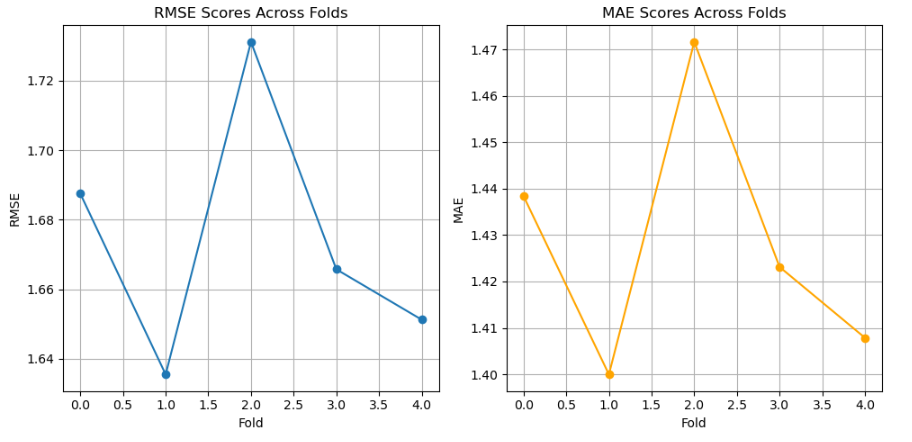 RMSE Scores Across Folds
RMSE
1.72
1.70
1.68
1.66
1.64
0.0 0.5 1.0 1.5 2.0 2.5 3.0 3.5 4.0
Fold
MAE Scores Across Folds
MAE
1.47
1.46
1.45
1.44
1.43
1.42
1.41
1.40
0.0 0.5 1.0 1.5 2.0 2.5 3.0 3.5 4.0
Fold